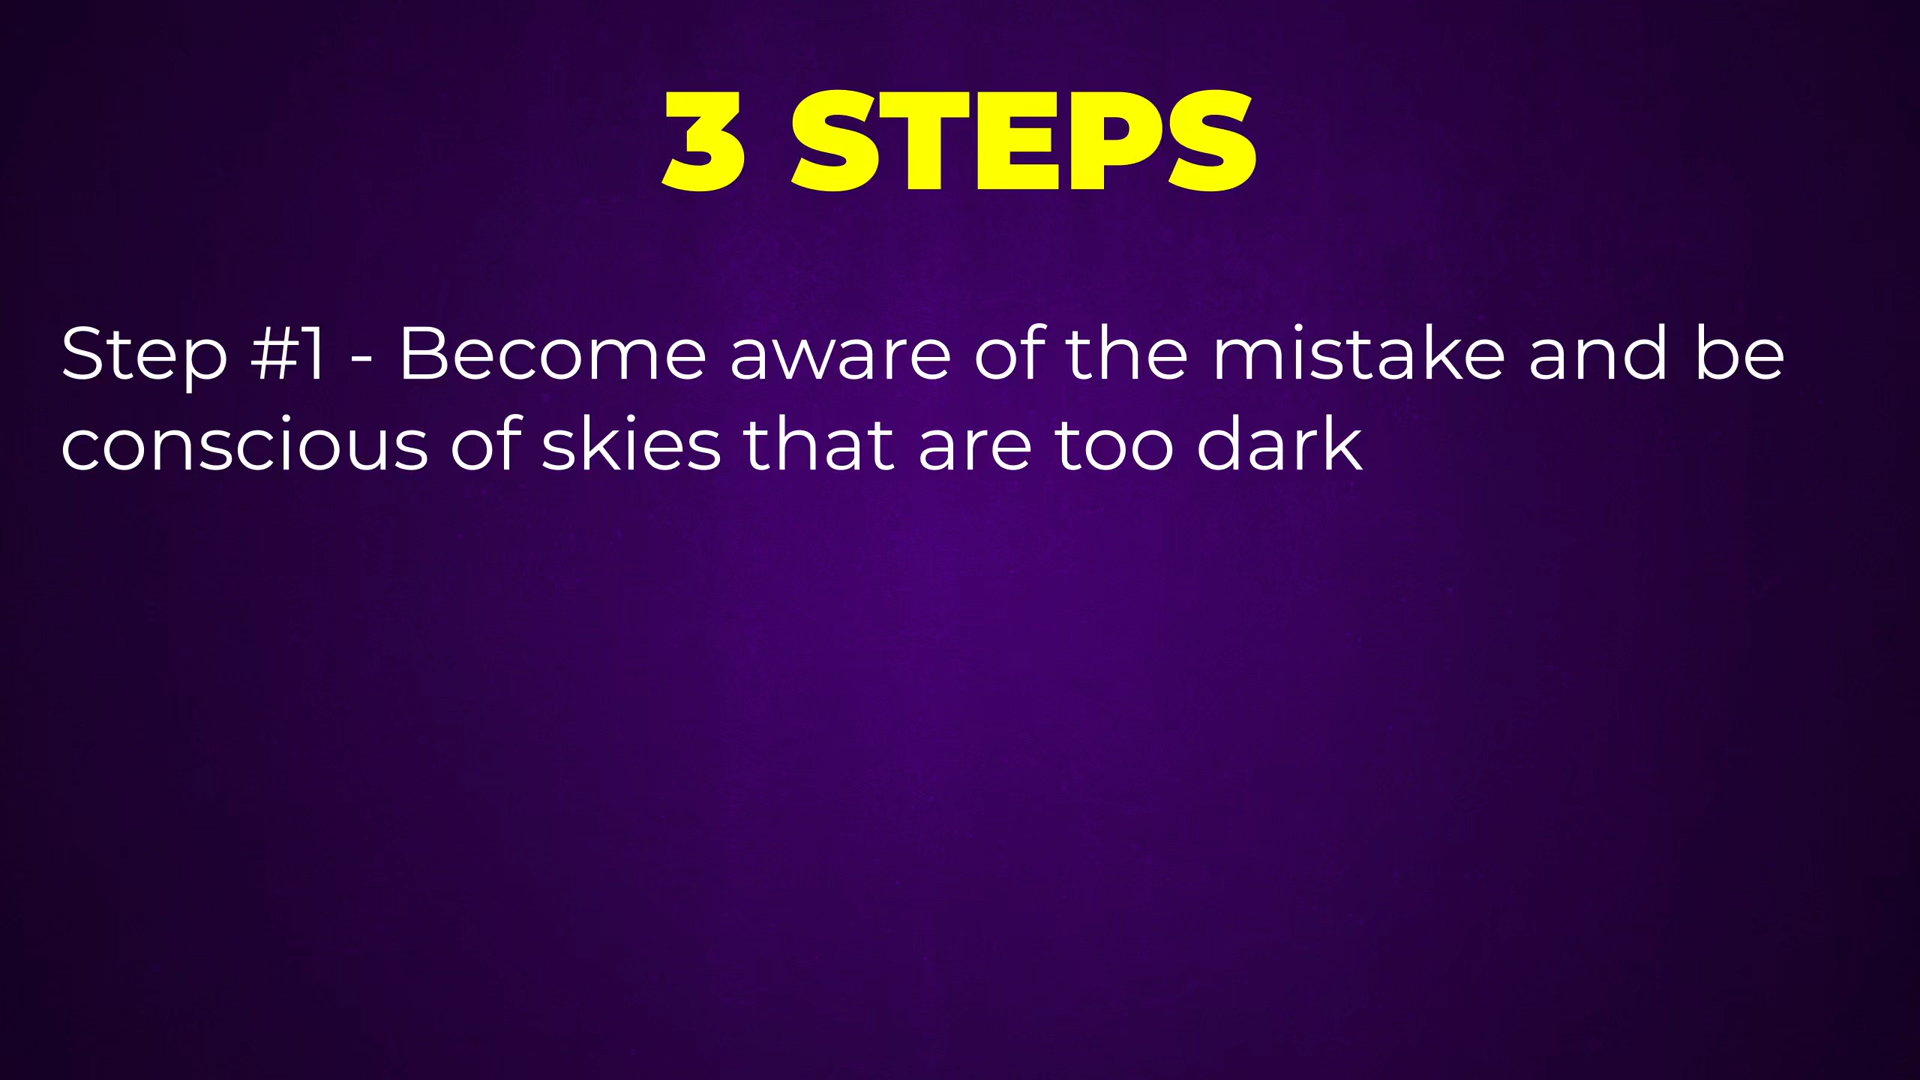 3 STEPS
Step #1 - Become aware of the mistake and be
conscious of skies that are too dark